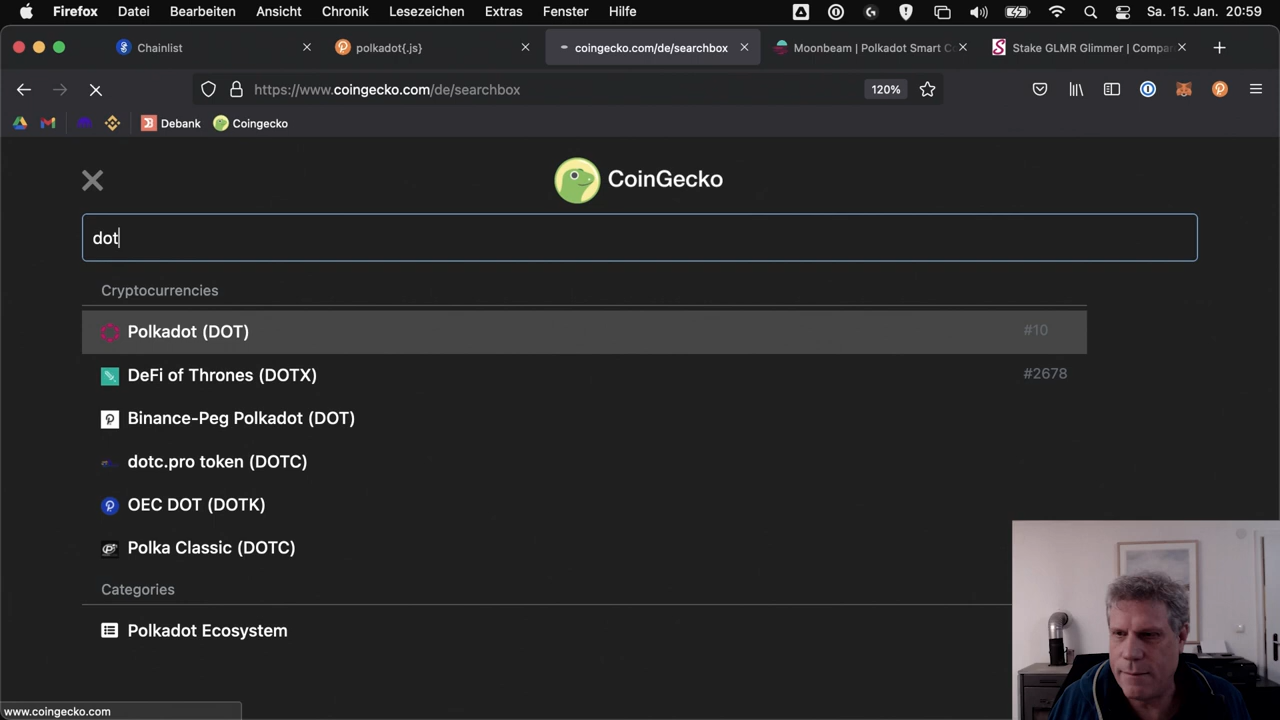 Firefox Datei Bearbeiten Ansicht Chronik Lesezeichen Extras Fenster Hilfe Sa. 15. Jan. 20:59
Chainlist polkadot{.js} coingecko.com/de/searchbox Moonbeam | Polkadot Smart Co Stake GLMR Glimmer | Compar
https://www.coingecko.com/de/searchbox 120%
Debank Coingecko
CoinGecko
dot
Cryptocurrencies
Polkadot (DOT) #10
DeFi of Thrones (DOTX) #2678
Binance-Peg Polkadot (DOT)
dotc.pro token (DOTC)
OEC DOT (DOTK)
Polka Classic (DOTC)
Categories
Polkadot Ecosystem
www.coingecko.com